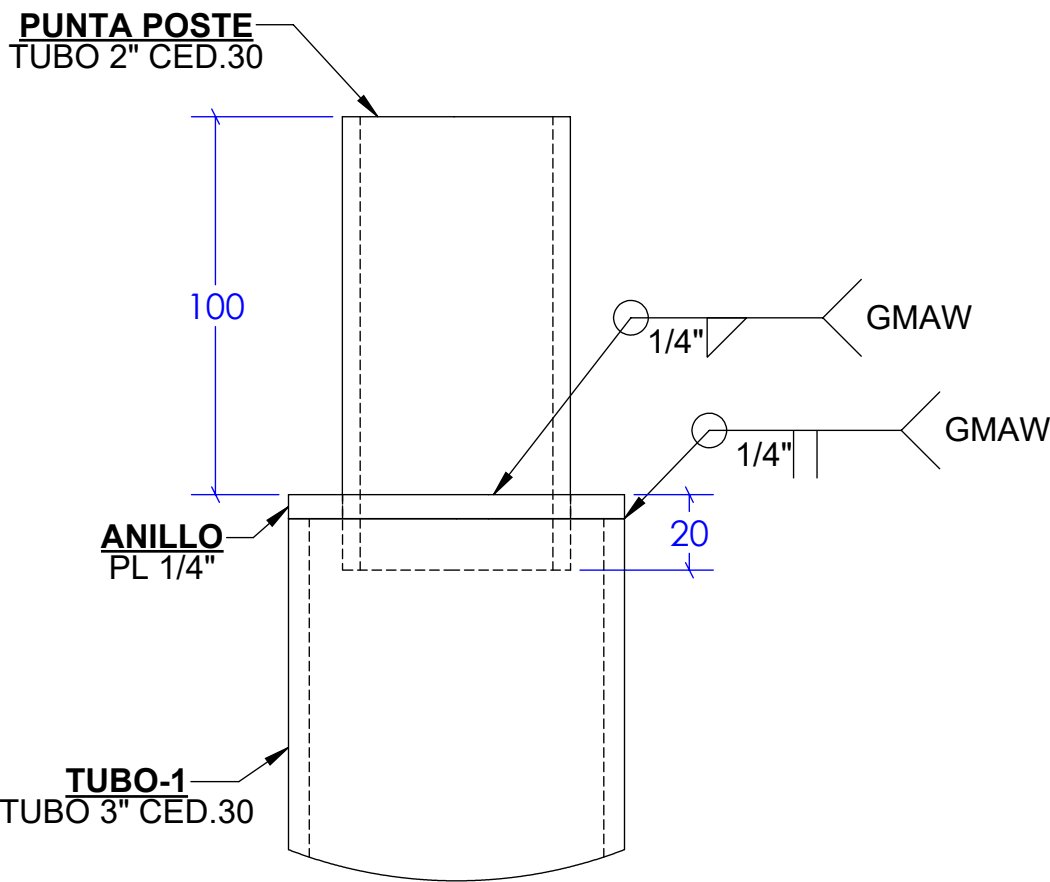 PUNTA POSTE
TUBO 2" CED.30
100
1/4"
GMAW
1/4"
GMAW
20
ANILLO
PL 1/4"
TUBO-1
TUBO 3" CED.30